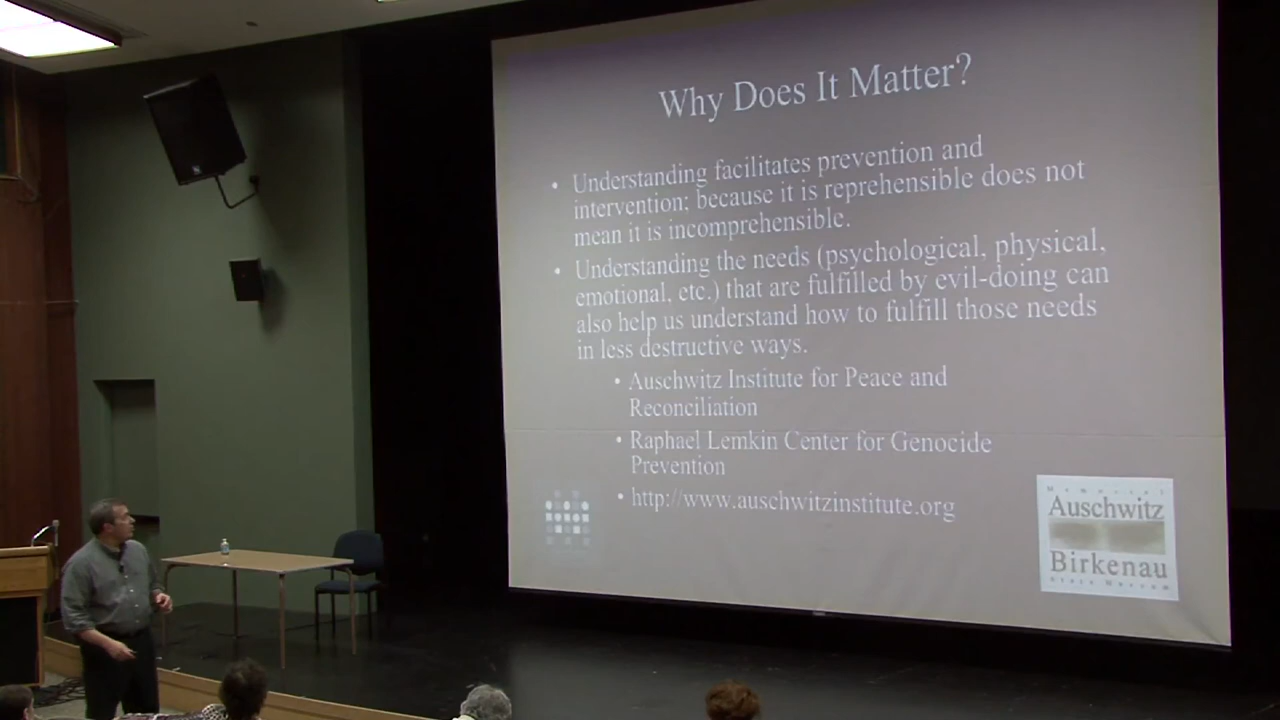 Why Does It Matter?
• Understanding facilitates prevention and
intervention; because it is reprehensible does not
mean it is incomprehensible.
• Understanding the needs (psychological, physical,
emotional, etc.) that are fulfilled by evil-doing can
also help us understand how to fulfill those needs
in less destructive ways.
• Auschwitz Institute for Peace and
Reconciliation
• Raphael Lemkin Center for Genocide
Prevention
• http://www.auschwitzinstitute.org
Memorial
Auschwitz
Birkenau
State Museum